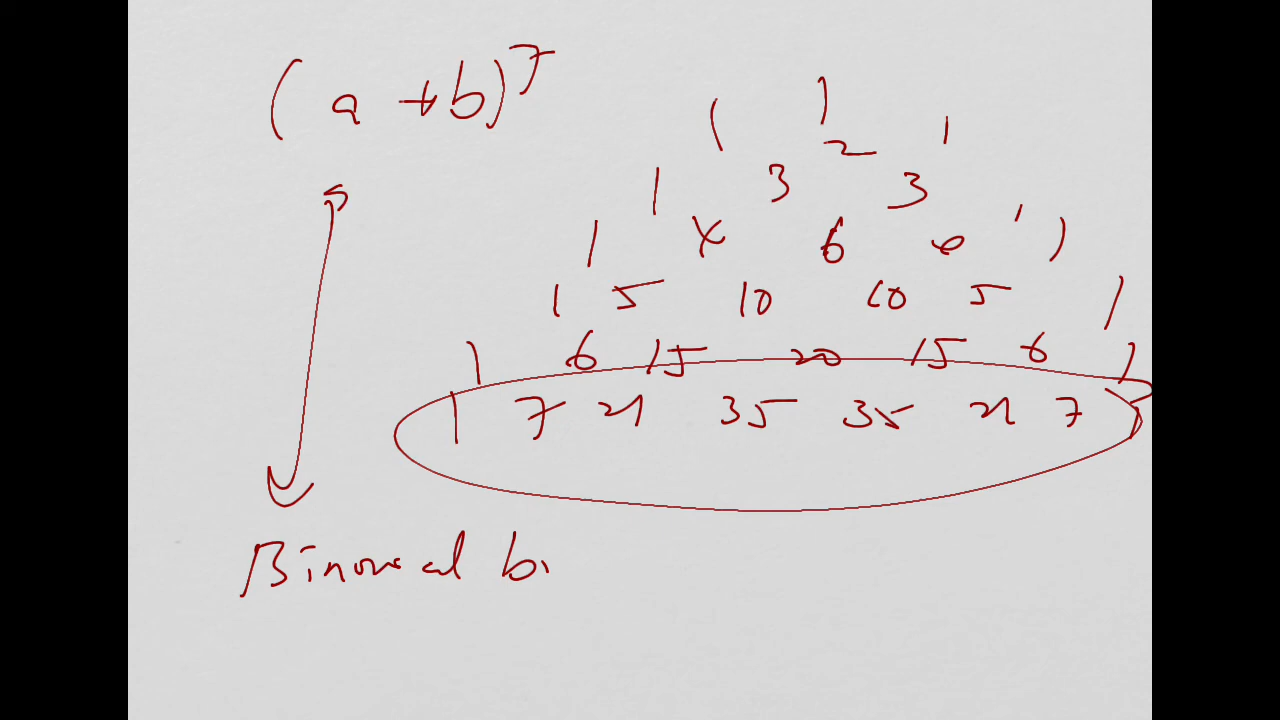 (a + b)^7
1
1 2 1
1 3 3 1
1 4 6 4 1
1 5 10 10 5 1
1 6 15 20 15 6 1
1 7 21 35 35 21 7 1
Binomial